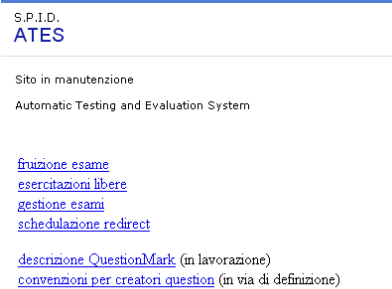 S.P.I.D.
ATES
Sito in manutenzione
Automatic Testing and Evaluation System
fruizione esame
esercitazioni libere
gestione esami
schedulazione redirect
descrizione QuestionMark (in lavorazione)
convenzioni per creatori question (in via di definizione)